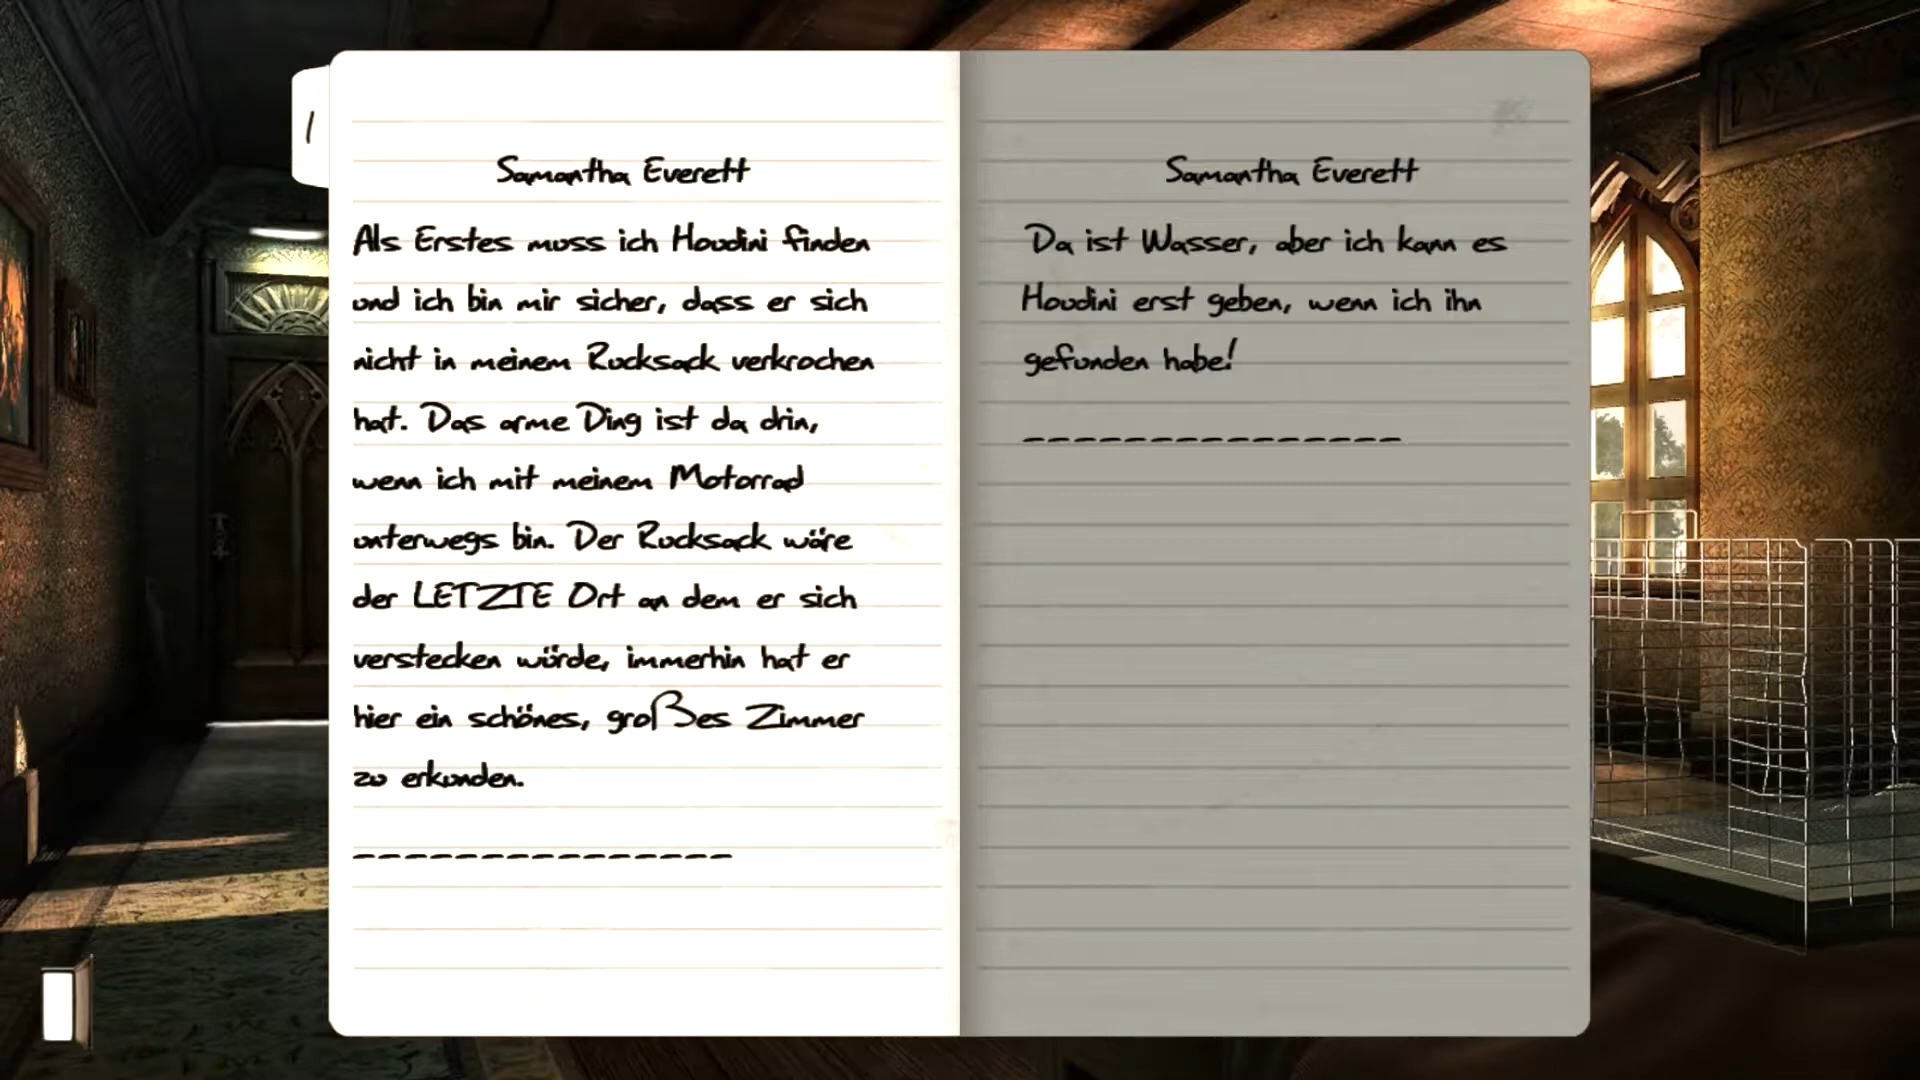 Samantha Everett
Als Erstes muss ich Houdini finden
und ich bin mir sicher, dass er sich
nicht in meinem Rucksack verkrochen
hat. Das arme Ding ist da drin,
wenn ich mit meinem Motorrad
unterwegs bin. Der Rucksack wäre
der LETZTE Ort an dem er sich
verstecken würde, immerhin hat er
hier ein schönes, großes Zimmer
zu erkunden.
---------------
Samantha Everett
Da ist Wasser, aber ich kann es
Houdini erst geben, wenn ich ihn
gefunden habe!
---------------